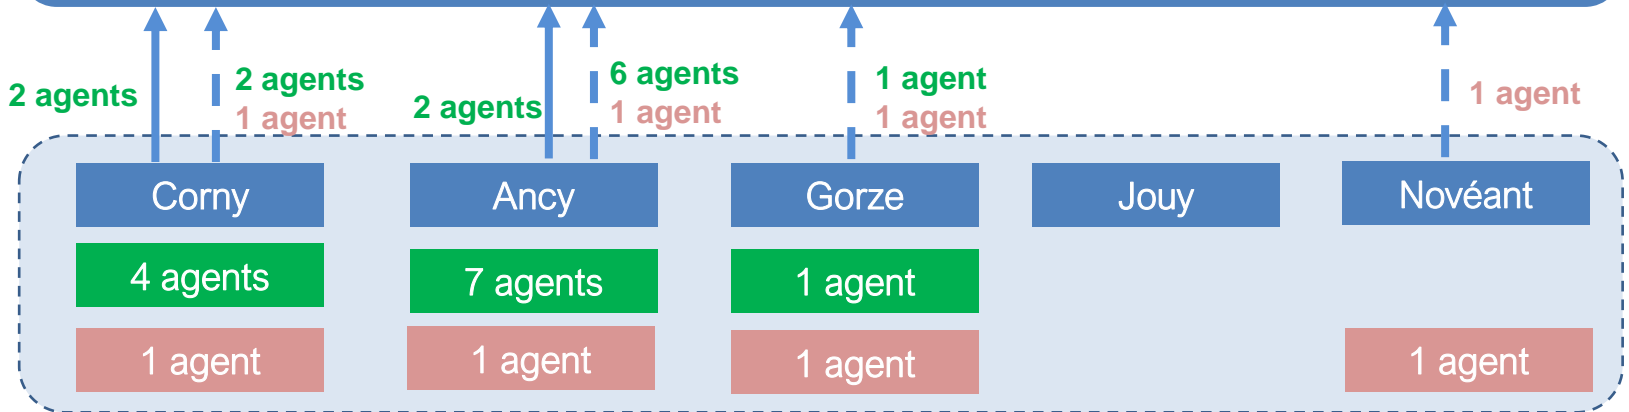 2 agents
2 agents
1 agent
2 agents
6 agents
1 agent
1 agent
1 agent
1 agent
Corny
Ancy
Gorze
Jouy
Novéant
4 agents
7 agents
1 agent
1 agent
1 agent
1 agent
1 agent